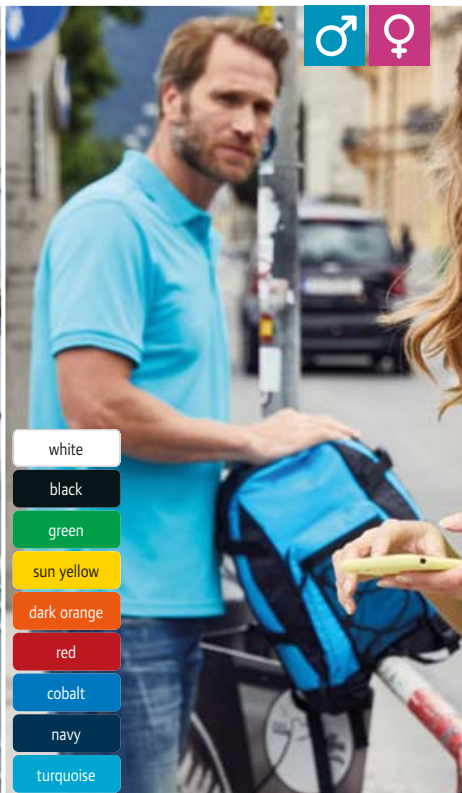 white
black
green
sun yellow
dark orange
red
cobalt
navy
turquoise